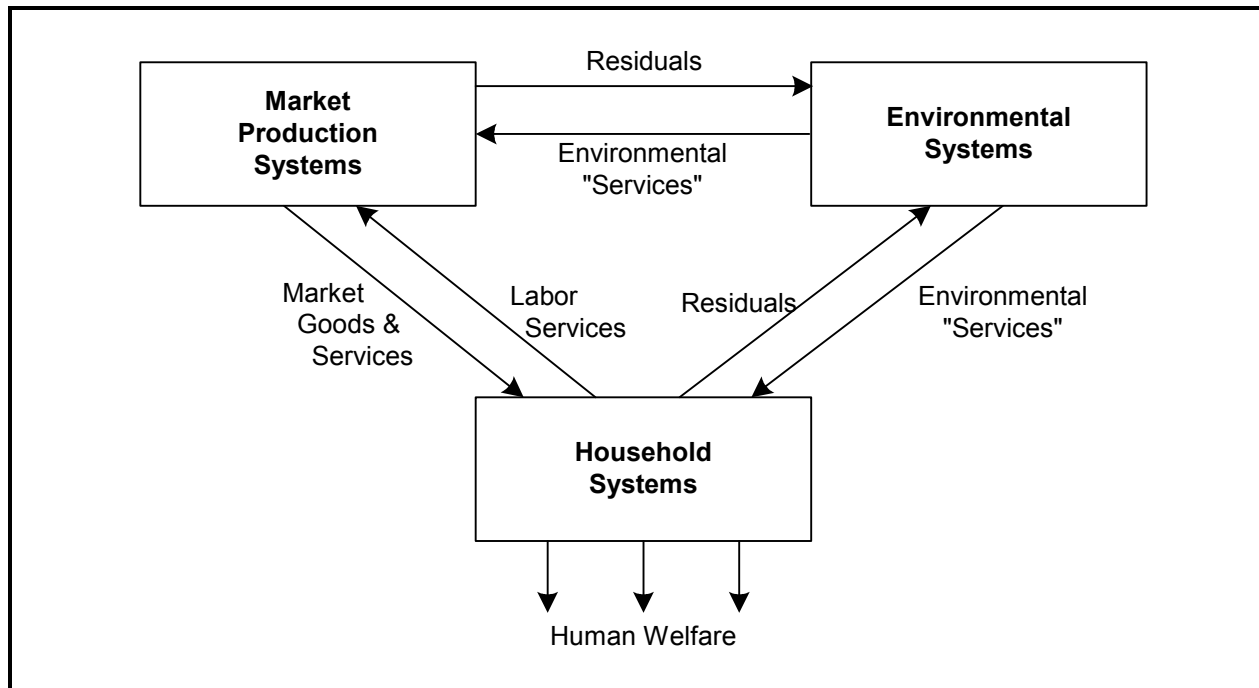 Residuals
Market
Production
Systems
Environmental
Systems
Environmental
"Services"
Market
Goods &
Services
Labor
Services
Residuals
Environmental
"Services"
Household
Systems
Human Welfare